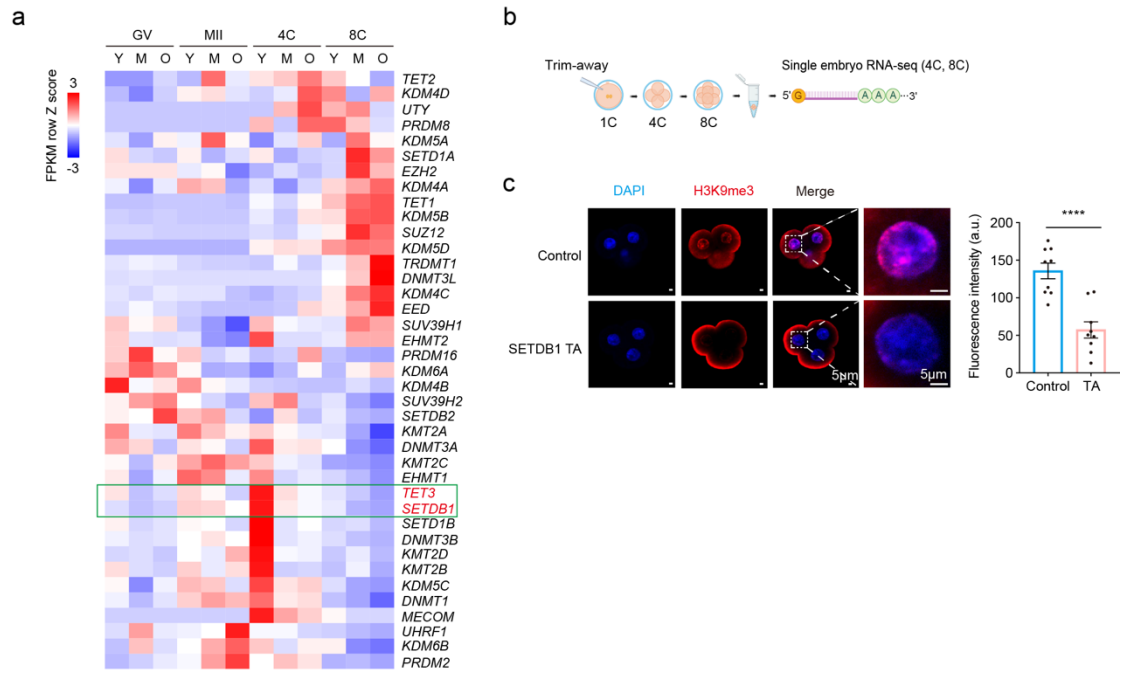 a
GV MII 4C 8C
Y M O Y M O Y M O Y M O
3
-3
FPKM row Z score
TET2
KDM4D
UTY
PRDM8
KDM5A
SETD1A
EZH2
KDM4A
TET1
KDM5B
SUZ12
KDM5D
TRDMT1
DNMT3L
KDM4C
EED
SUV39H1
EHMT2
PRDM16
KDM6A
KDM4B
SUV39H2
SETDB2
KMT2A
DNMT3A
KMT2C
EHMT1
TET3
SETDB1
SETD1B
DNMT3B
KMT2D
KMT2B
KDM5C
DNMT1
MECOM
UHRF1
KDM6B
PRDM2
b
Trim-away
1C 4C 8C
Single embryo RNA-seq (4C, 8C)
5' G A A A ···3'
c
DAPI H3K9me3 Merge
Control
SETDB1 TA
5μm 5μm
Fluorescence intensity (a.u.)
****
200
150
100
50
0
Control TA